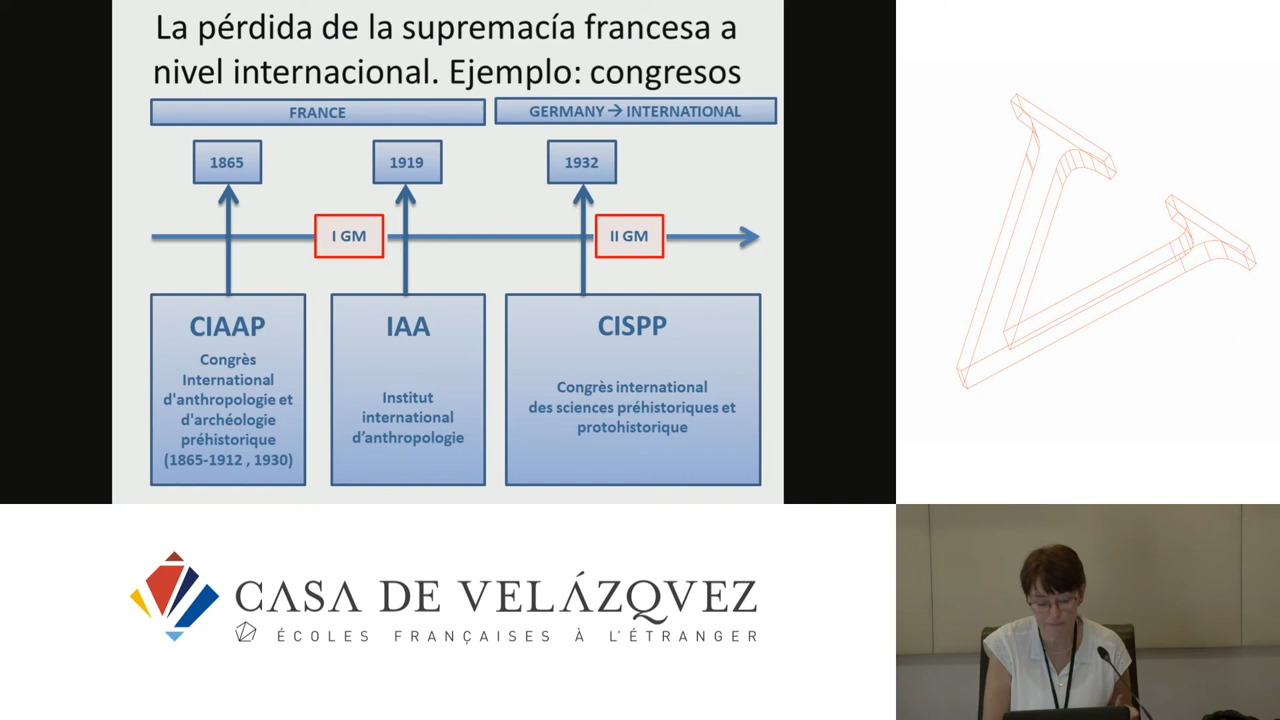 La pérdida de la supremacía francesa a
nivel internacional. Ejemplo: congresos
FRANCE
GERMANY → INTERNATIONAL
1865
1919
1932
I GM
II GM
CIAAP
Congrès
International
d'anthropologie et
d'archéologie
préhistorique
(1865-1912 , 1930)
IAA
Institut
international
d’anthropologie
CISPP
Congrès international
des sciences préhistoriques et
protohistorique
CASA DE VELÁZQVEZ
ÉCOLES FRANÇAISES À L'ÉTRANGER